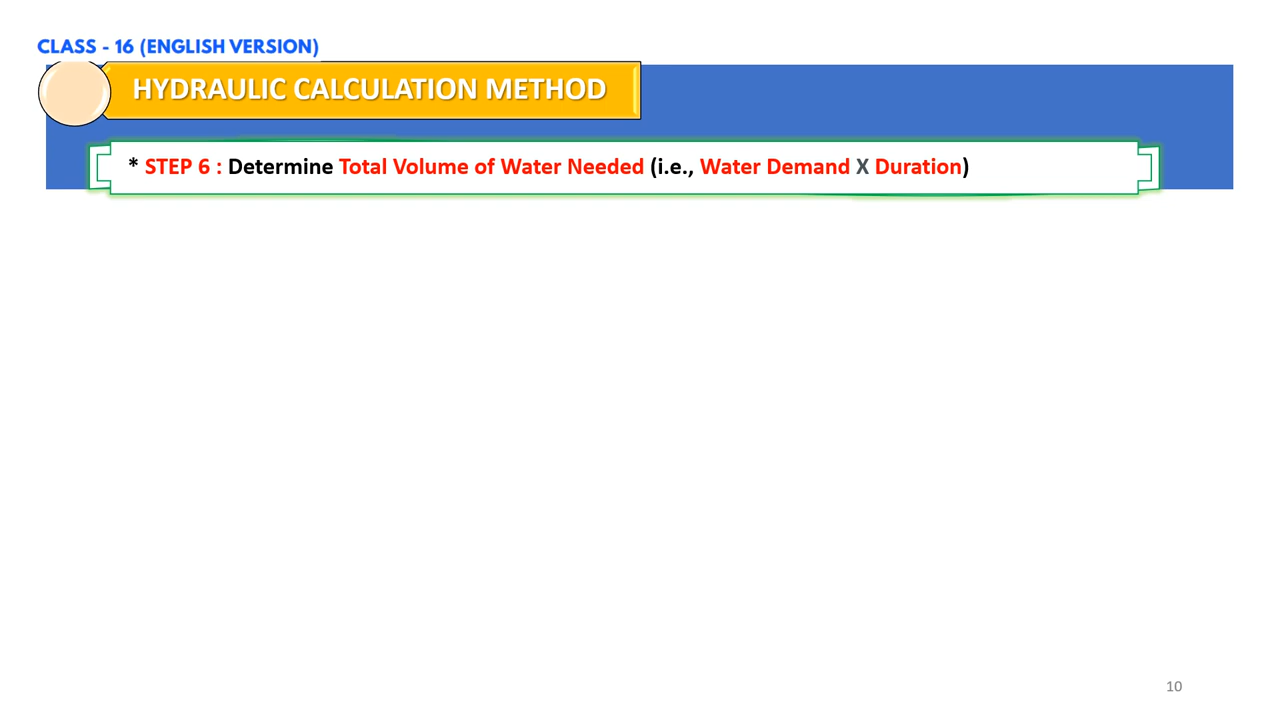 CLASS - 16 (ENGLISH VERSION)
HYDRAULIC CALCULATION METHOD
* STEP 6 : Determine Total Volume of Water Needed (i.e., Water Demand X Duration)
10